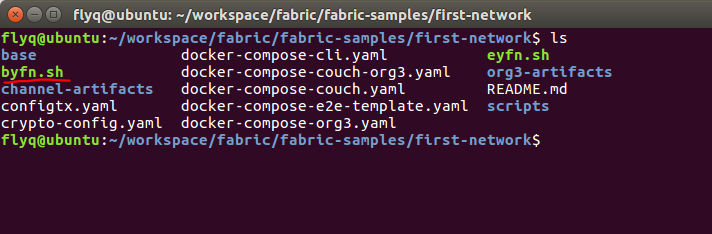 flyq@ubuntu: ~/workspace/fabric/fabric-samples/first-network
flyq@ubuntu:~/workspace/fabric/fabric-samples/first-network$ ls
base docker-compose-cli.yaml eyfn.sh
byfn.sh docker-compose-couch-org3.yaml org3-artifacts
channel-artifacts docker-compose-couch.yaml README.md
configtx.yaml docker-compose-e2e-template.yaml scripts
crypto-config.yaml docker-compose-org3.yaml
flyq@ubuntu:~/workspace/fabric/fabric-samples/first-network$